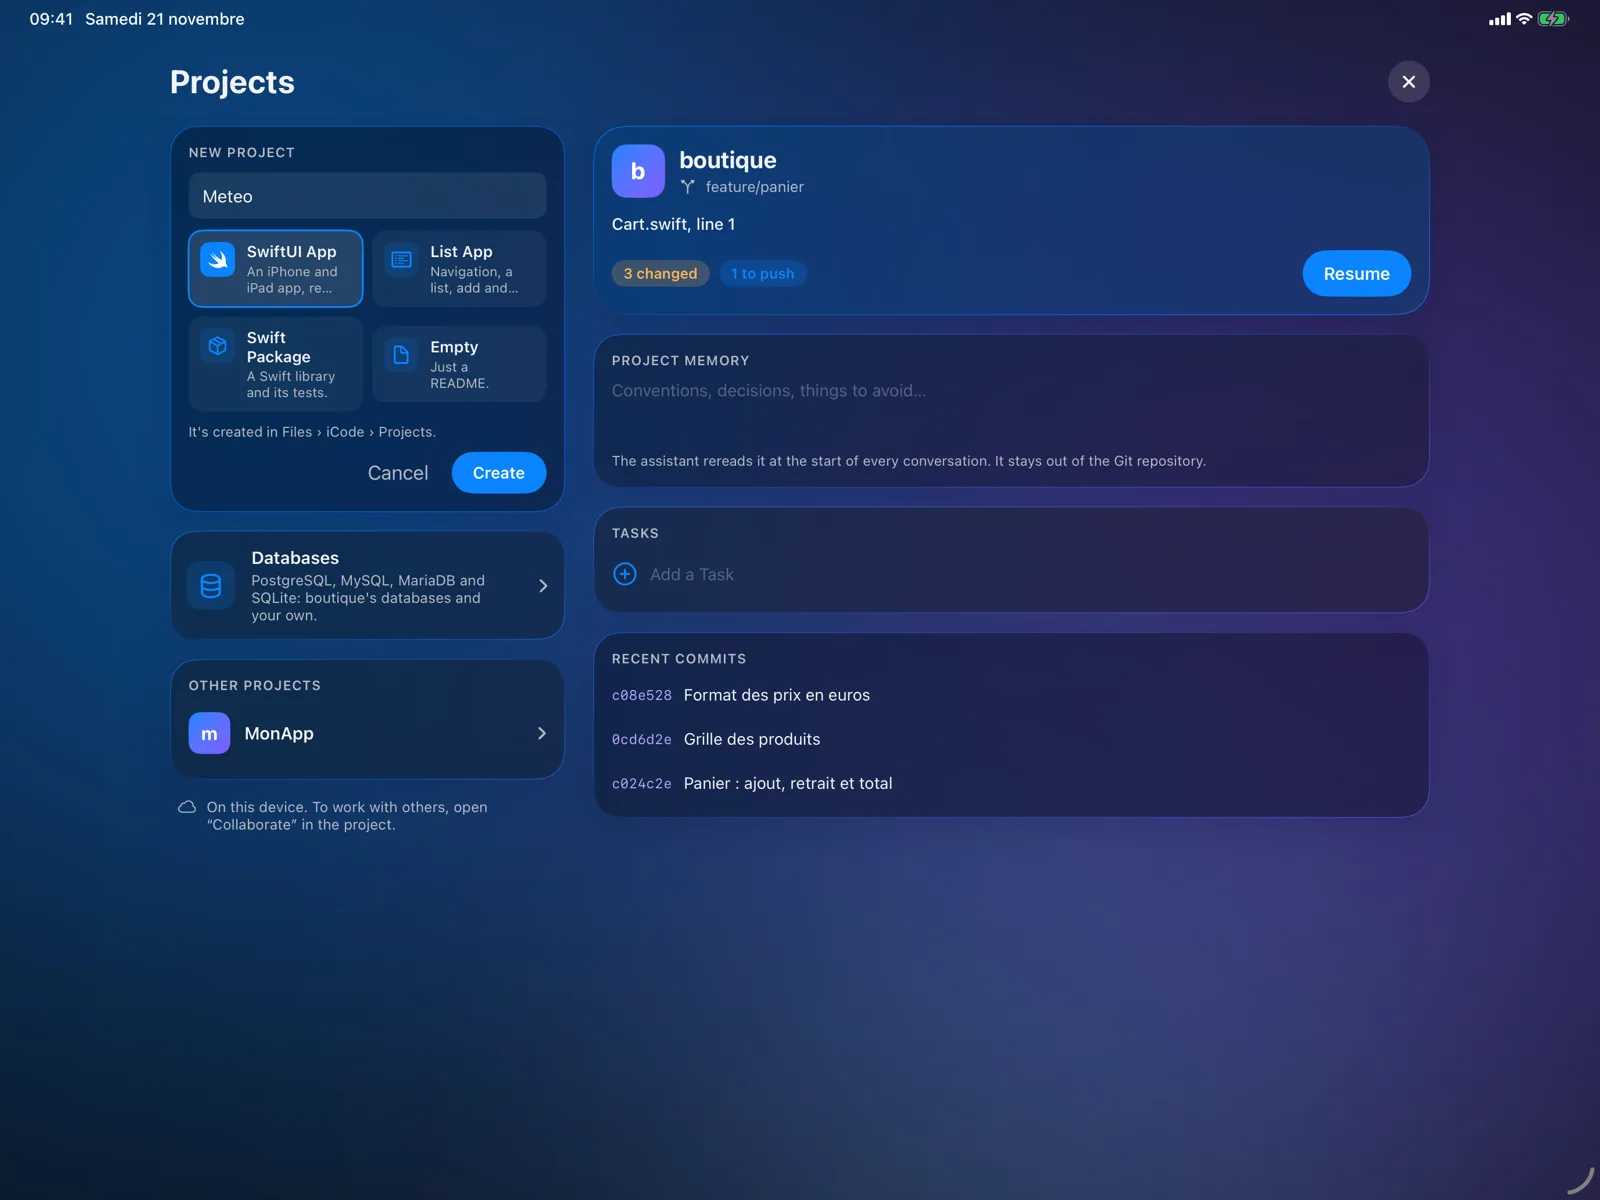 09:41 Samedi 21 novembre
Projects
NEW PROJECT
Meteo
SwiftUI App
An iPhone and
iPad app, re...
List App
Navigation, a
list, add and...
Swift
Package
A Swift library
and its tests.
Empty
Just a
README.
It's created in Files › iCode › Projects.
Cancel
Create
Databases
PostgreSQL, MySQL, MariaDB and
SQLite: boutique's databases and
your own.
OTHER PROJECTS
m
MonApp
On this device. To work with others, open
“Collaborate” in the project.
b
boutique
feature/panier
Cart.swift, line 1
3 changed
1 to push
Resume
PROJECT MEMORY
Conventions, decisions, things to avoid...
The assistant rereads it at the start of every conversation. It stays out of the Git repository.
TASKS
Add a Task
RECENT COMMITS
c08e528 Format des prix en euros
0cd6d2e Grille des produits
c024c2e Panier : ajout, retrait et total